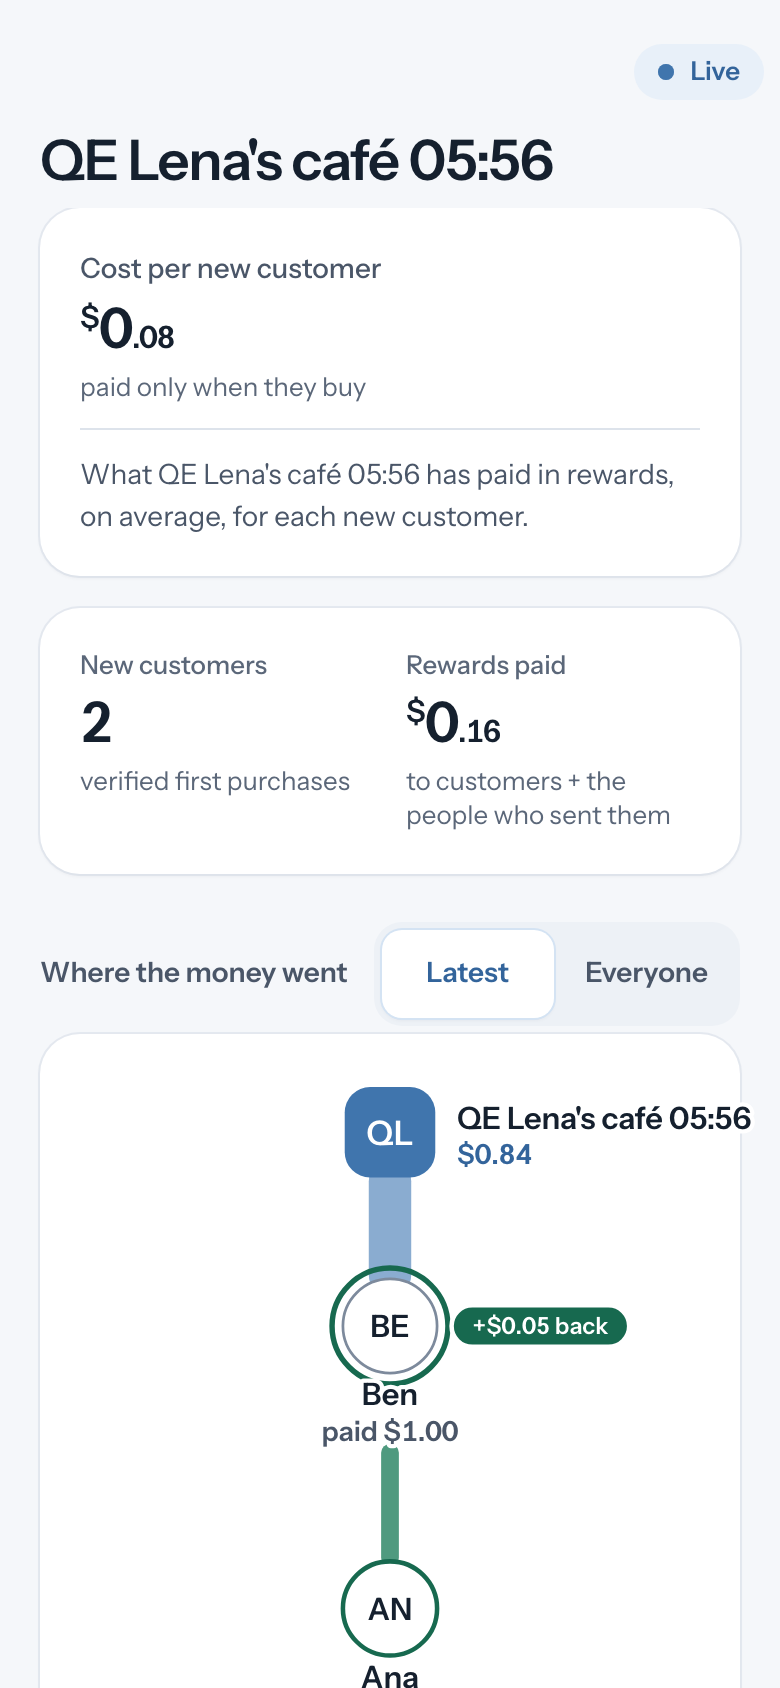 Live
QE Lena's café 05:56
Cost per new customer
$0.08
paid only when they buy
What QE Lena's café 05:56 has paid in rewards,
on average, for each new customer.
New customers
2
verified first purchases
Rewards paid
$0.16
to customers + the
people who sent them
Where the money went
Latest
Everyone
QL
QE Lena's café 05:56
$0.84
BE
+$0.05 back
Ben
paid $1.00
AN
Ana